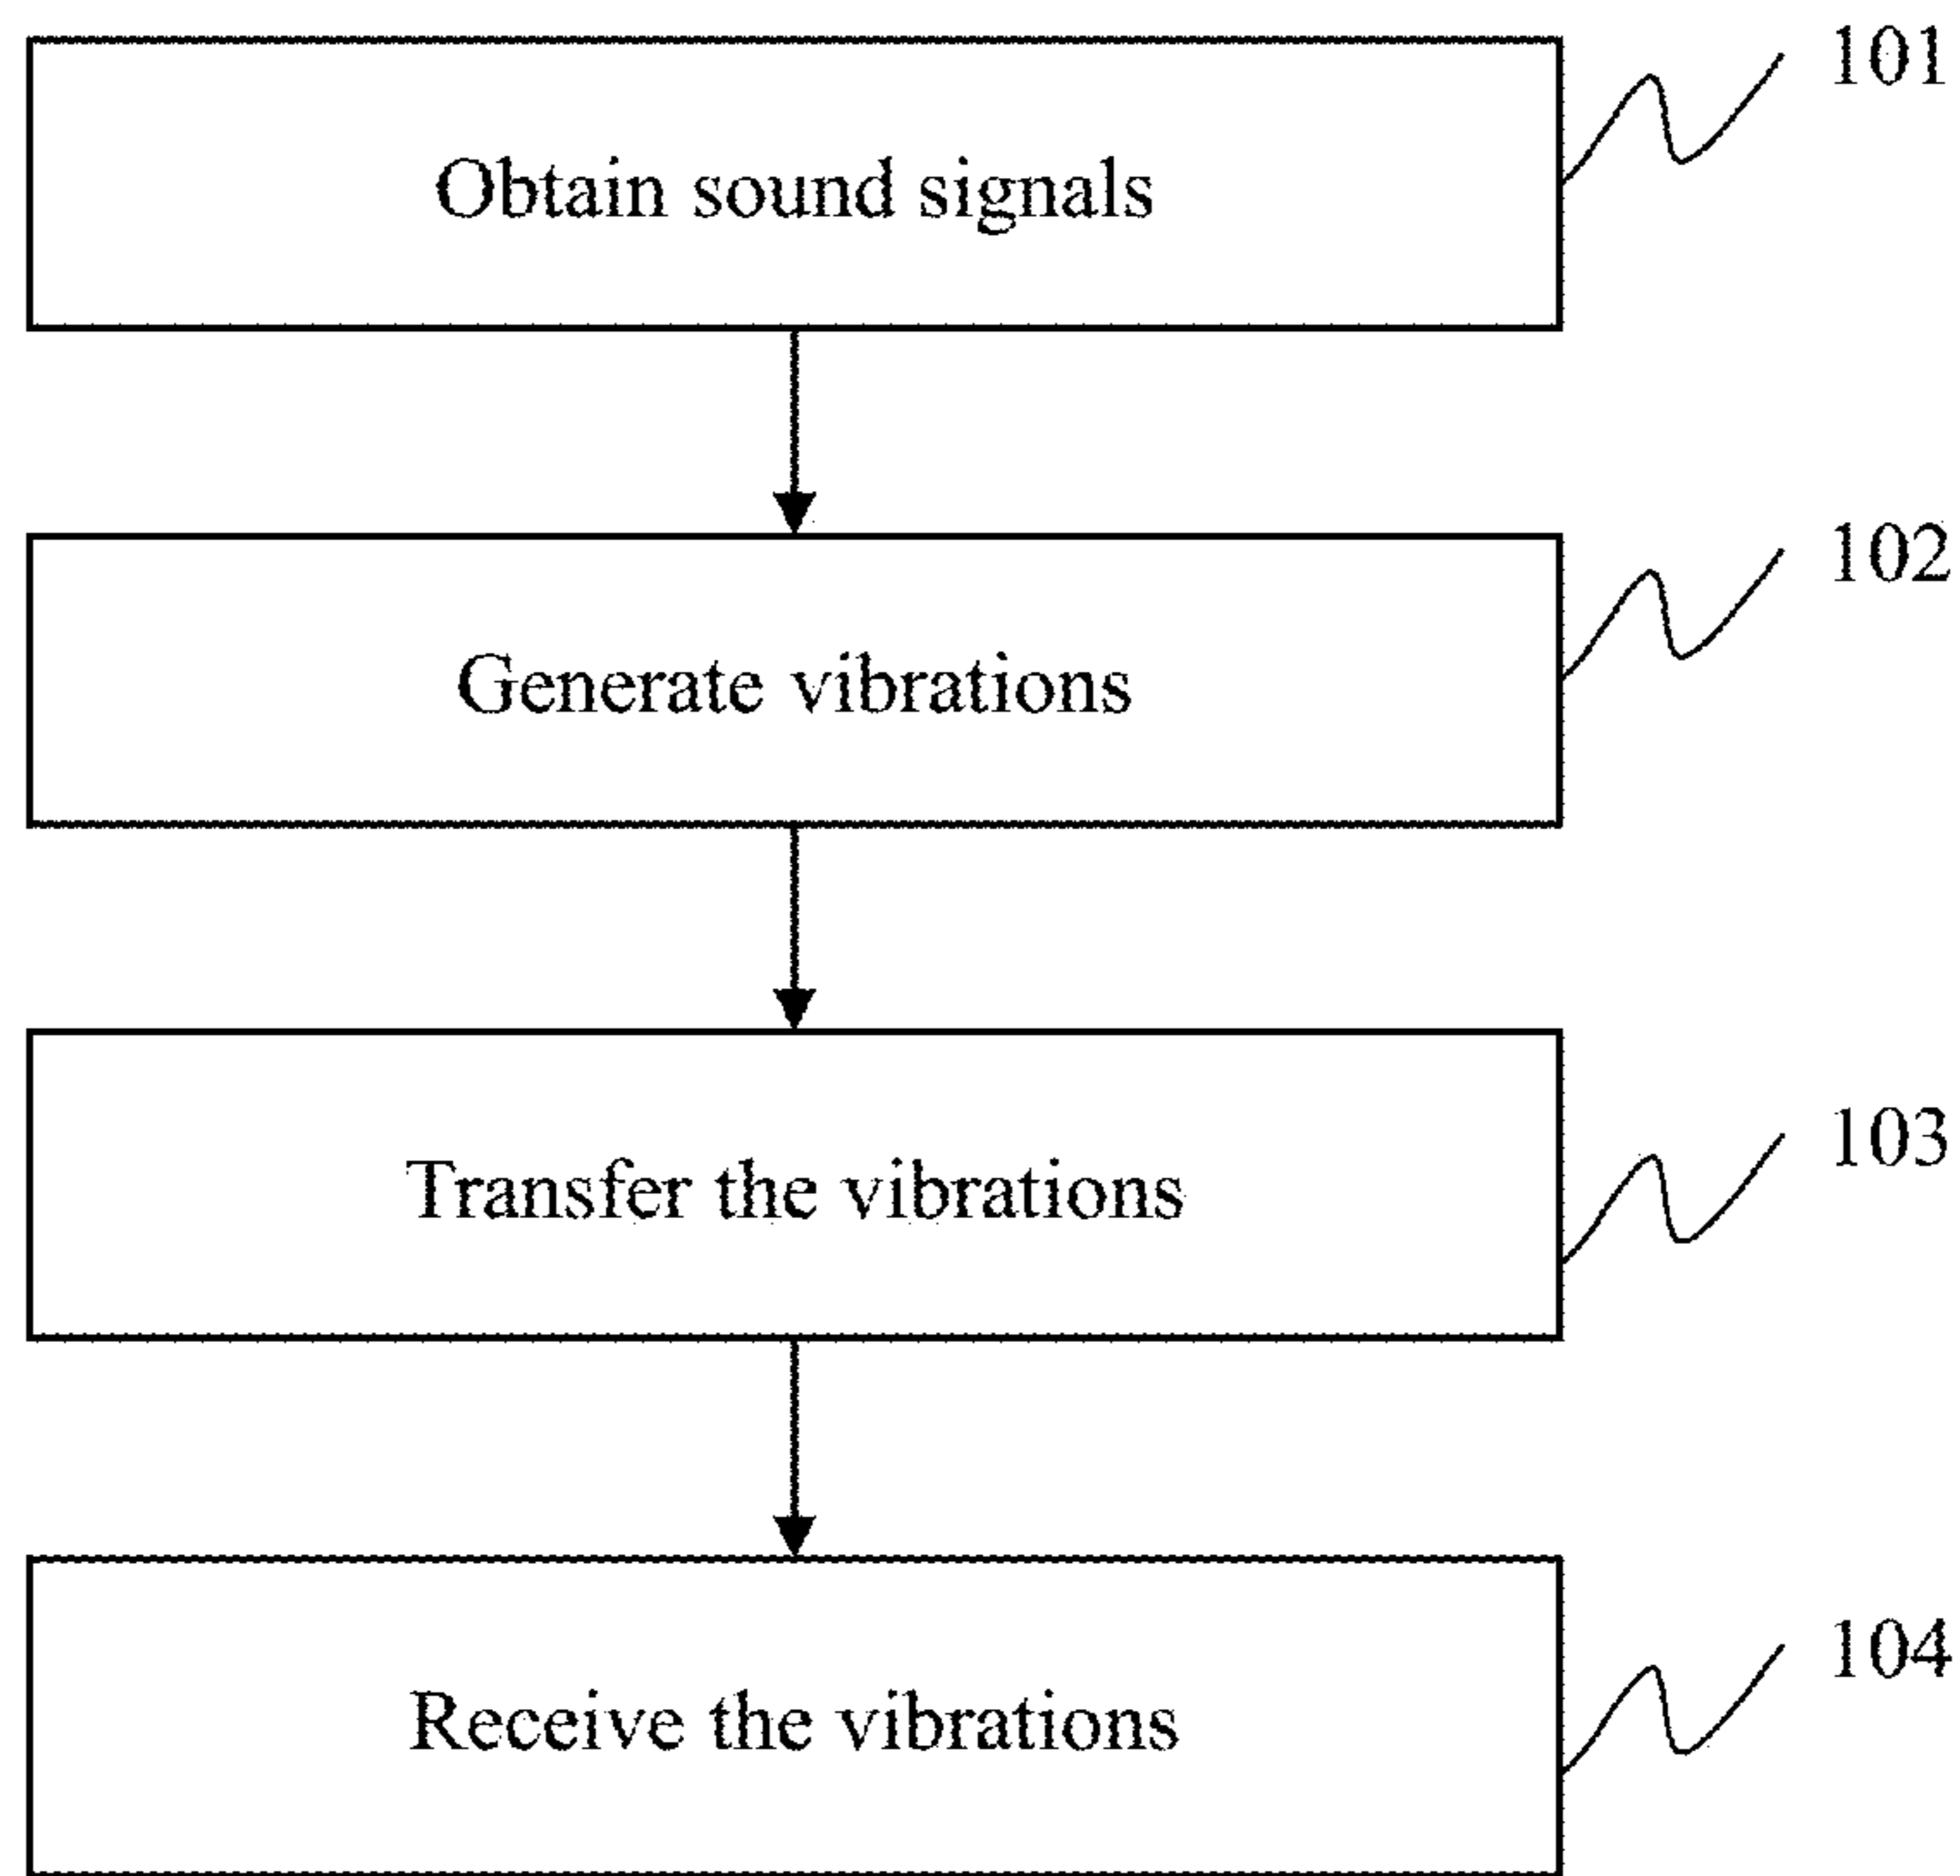 101
Obtain sound signals
102
Generate vibrations
103
Transfer the vibrations
104
Receive the vibrations